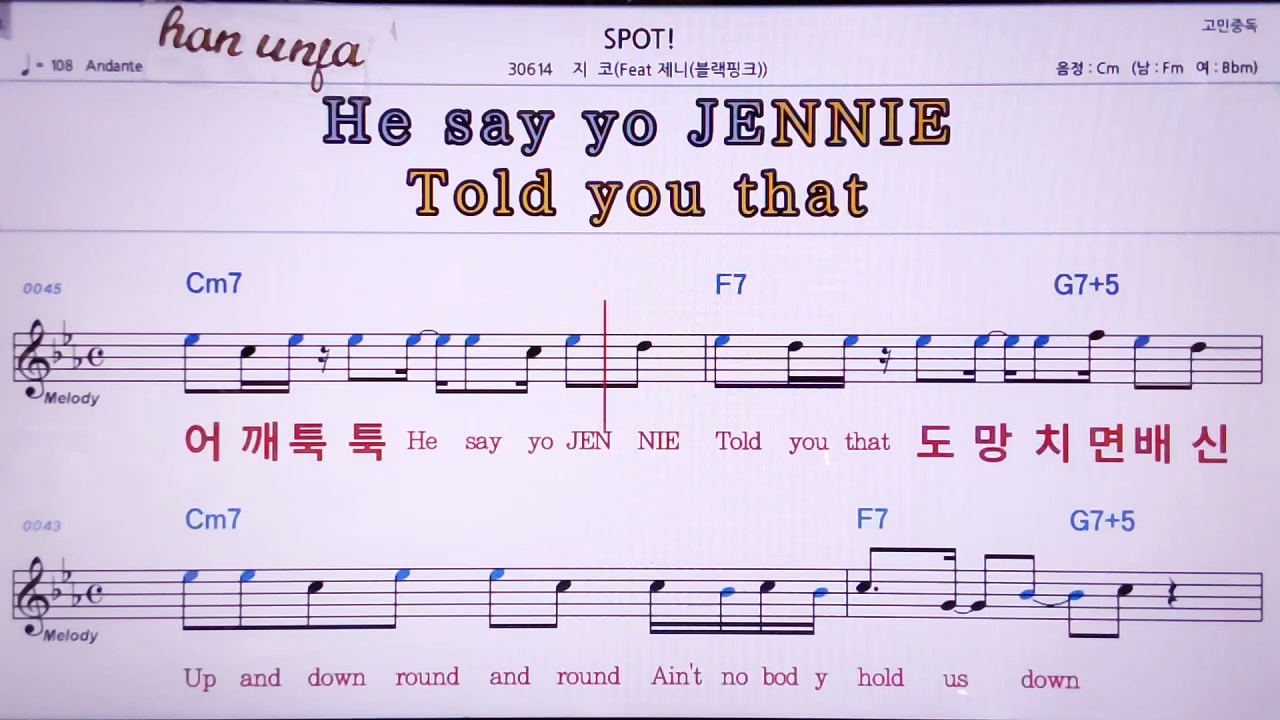 han unfa
SPOT!
고민중독
♩= 108 Andante
30614 지 코(Feat 제니(블랙핑크))
음정 : Cm (남 : Fm 여 : Bbm)
He say yo JENNIE
Told you that
0045 Cm7 F7 G7+5
Melody
어 깨 툭 툭 He say yo JEN NIE Told you that 도 망 치 면 배 신
0043 Cm7 F7 G7+5
Melody
Up and down round and round Ain't no bod y hold us down